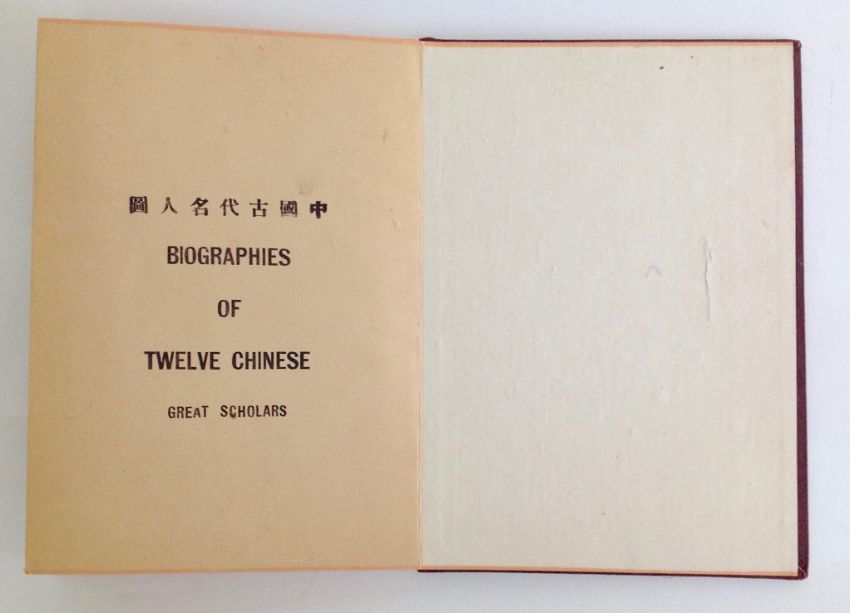 中國古代名人圖
BIOGRAPHIES
OF
TWELVE CHINESE
GREAT SCHOLARS